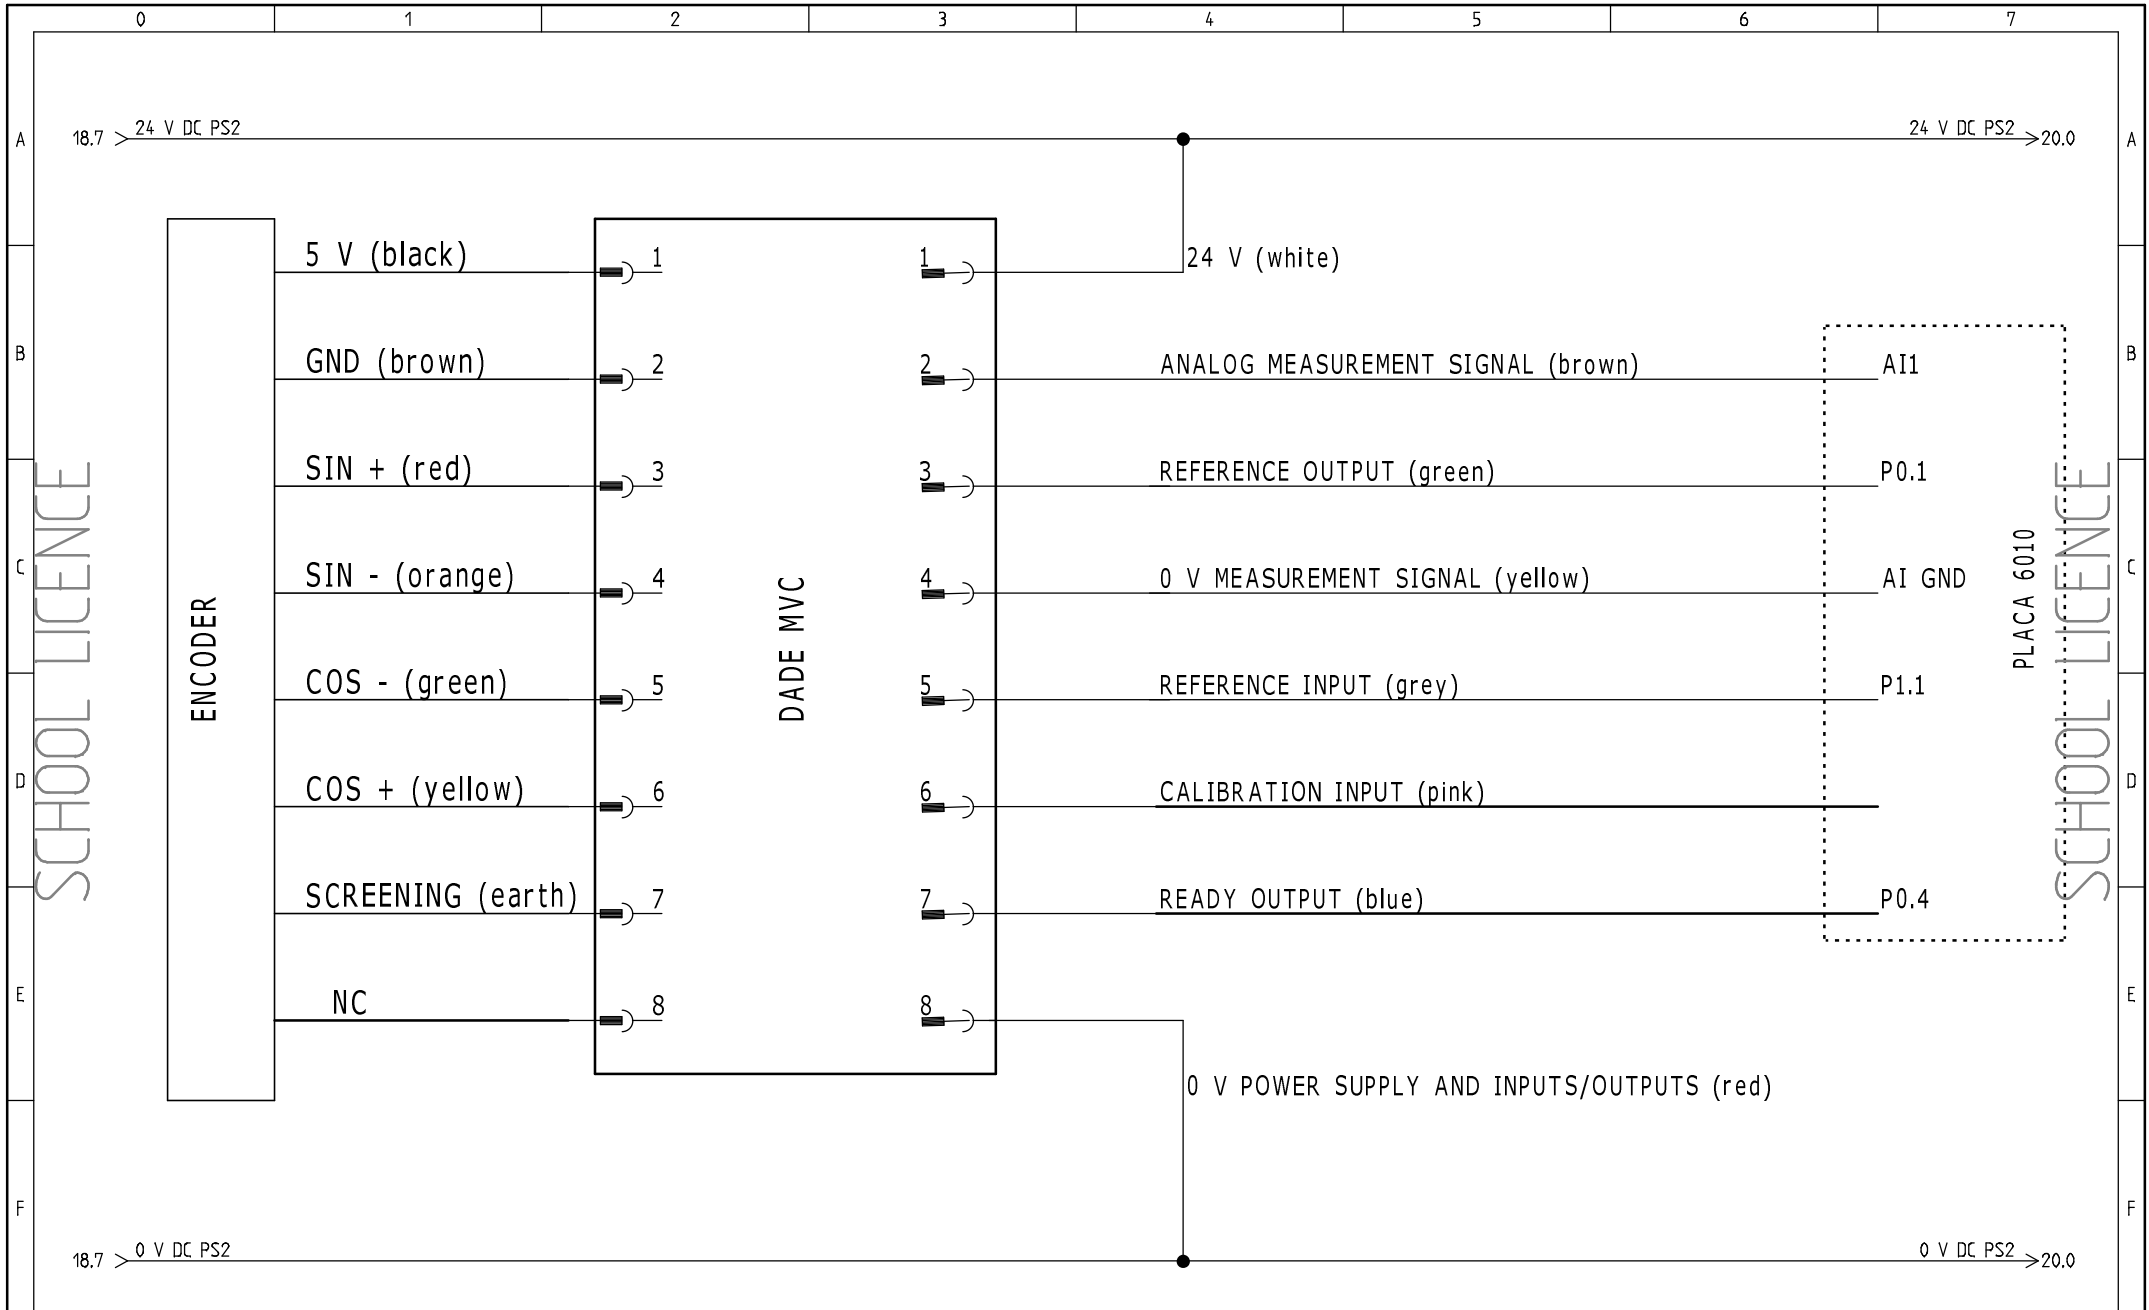 0 1 2 3 4 5 6 7
A 18.7 24 V DC PS2 24 V DC PS2 20.0 A
5 V (black) 1 1 24 V (white)
B GND (brown) 2 2 ANALOG MEASUREMENT SIGNAL (brown) AI1 B
SIN + (red) 3 3 REFERENCE OUTPUT (green) P0.1
C SIN - (orange) 4 4 0 V MEASUREMENT SIGNAL (yellow) AI GND C
SCHOOL LICENCE
ENCODER
DADE MVC
PLACA 6010
SCHOOL LICENCE
COS - (green) 5 5 REFERENCE INPUT (grey) P1.1
D COS + (yellow) 6 6 CALIBRATION INPUT (pink) D
SCREENING (earth) 7 7 READY OUTPUT (blue) P0.4
E NC 8 8 E
0 V POWER SUPPLY AND INPUTS/OUTPUTS (red)
F F
18.7 0 V DC PS2 0 V DC PS2 20.0